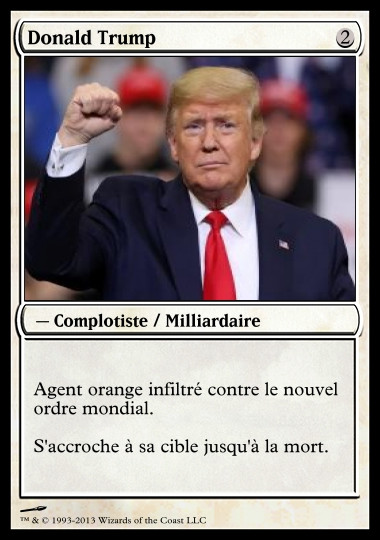 Donald Trump 2
— Complotiste / Milliardaire
Agent orange infiltré contre le nouvel
ordre mondial.
S'accroche à sa cible jusqu'à la mort.
™ & © 1993-2013 Wizards of the Coast LLC